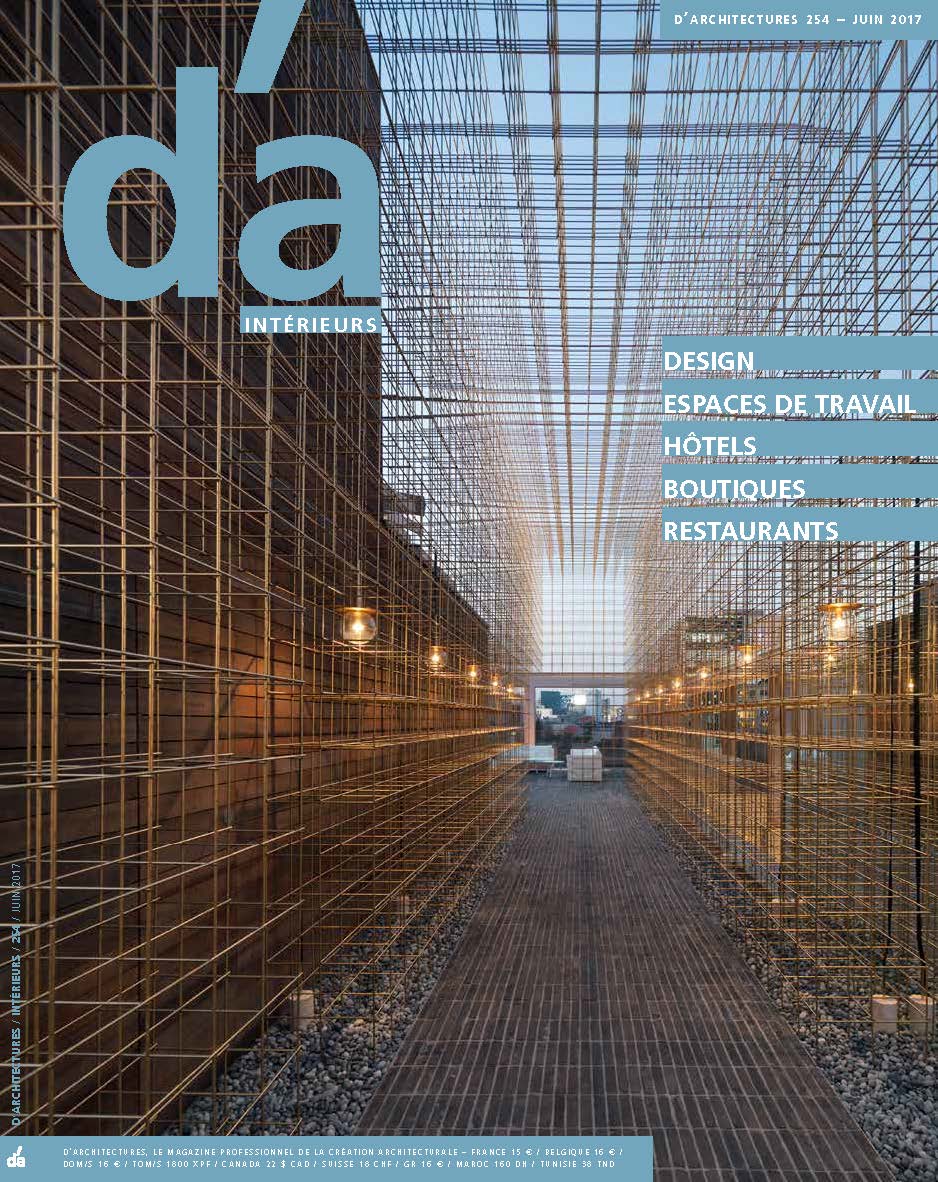 D'ARCHITECTURES 254 – JUIN 2017
d'a
INTÉRIEURS
DESIGN
ESPACES DE TRAVAIL
HÔTELS
BOUTIQUES
RESTAURANTS
D'ARCHITECTURES / INTÉRIEURS / 254 / JUIN 2017
d'a
D'ARCHITECTURES, LE MAGAZINE PROFESSIONNEL DE LA CRÉATION ARCHITECTURALE – FRANCE 15 € / BELGIQUE 16 € /
DOM/S 16 € / TOM/S 1800 XPF / CANADA 22 $ CAD / SUISSE 18 CHF / GR 16 € / MAROC 160 DH / TUNISIE 38 TND